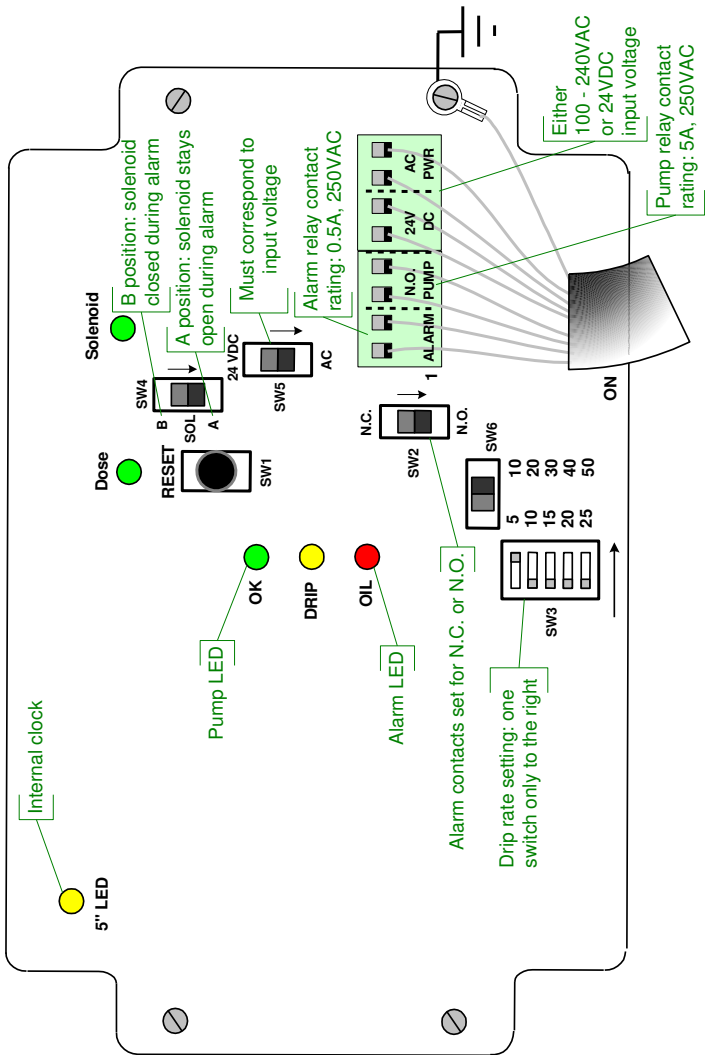 Internal clock
5" LED
Pump LED
OK
DRIP
OIL
Alarm LED
Dose
Solenoid
RESET
SW1
SW4
B
SOL
A
B position: solenoid
closed during alarm
A position: solenoid stays
open during alarm
24 VDC
SW5
AC
Must correspond to
input voltage
Alarm relay contact
rating: 0.5A, 250VAC
N.C.
SW2
N.O.
Alarm contacts set for N.C. or N.O.
1
ALARM
N.O.
PUMP
24V
DC
AC
PWR
Either
100 - 240VAC
or 24VDC
input voltage
Pump relay contact
rating: 5A, 250VAC
SW6
5 10
10 20
15 30
20 40
25 50
SW3
ON
Drip rate setting: one
switch only to the right